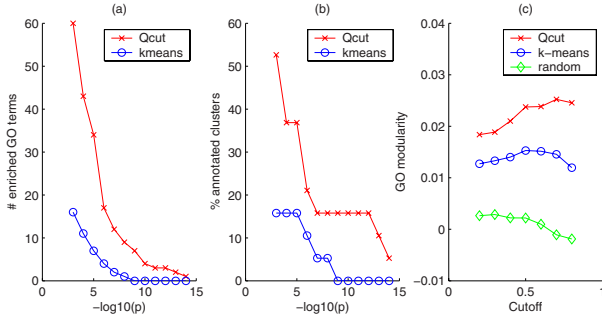 (a)
Qcut
kmeans
# enriched GO terms
60
50
40
30
20
10
0
0 5 10 15
−log10(p)
(b)
Qcut
kmeans
% annotated clusters
60
50
40
30
20
10
0
0 5 10 15
−log10(p)
(c)
Qcut
k−means
random
GO modularity
0.04
0.03
0.02
0.01
0
−0.01
0 0.5 1
Cutoff